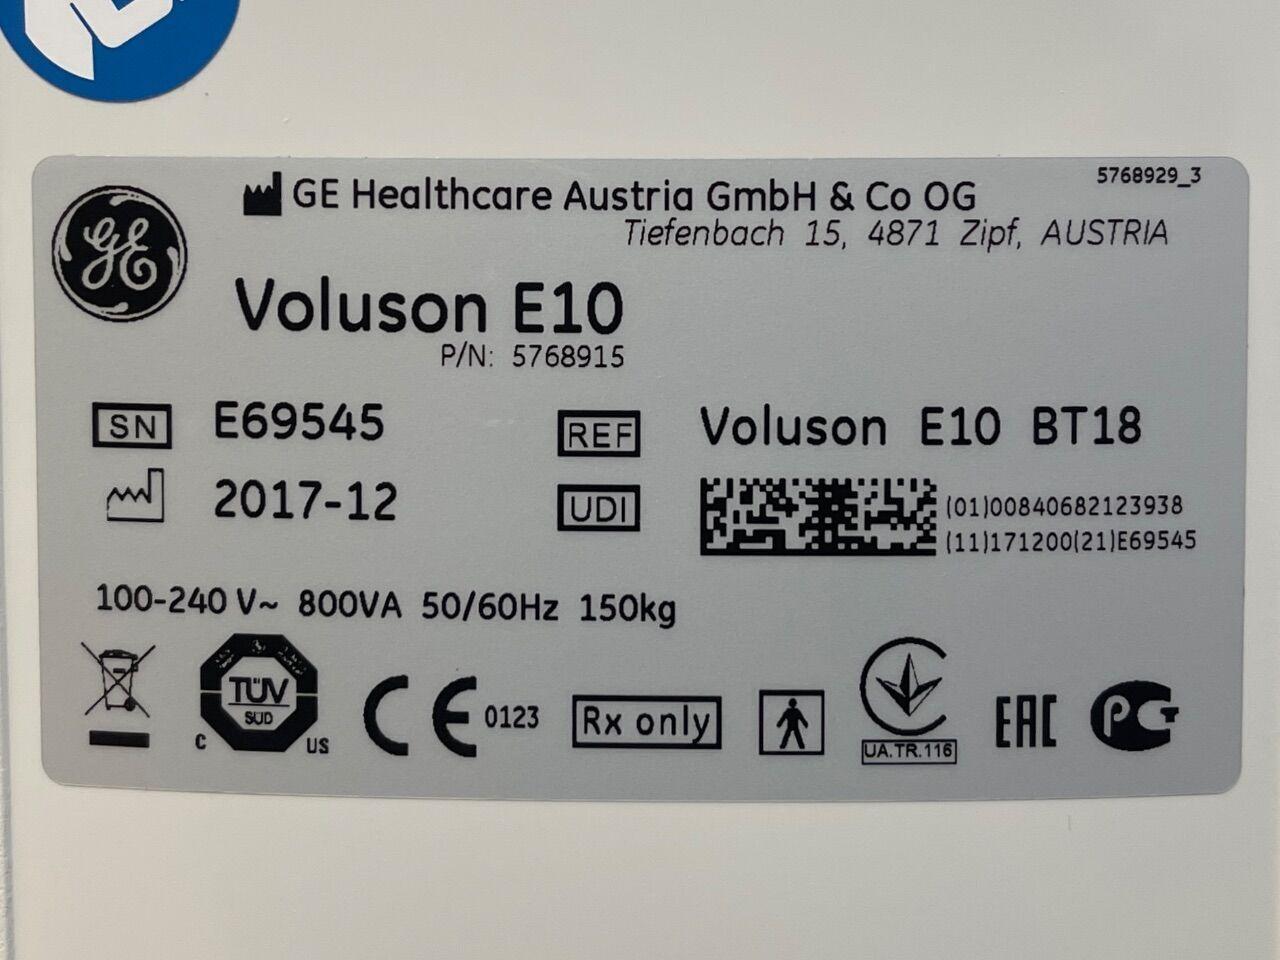 5768929_3
GE Healthcare Austria GmbH & Co OG
Tiefenbach 15, 4871 Zipf, AUSTRIA
GE
Voluson E10
P/N: 5768915
SN E69545
REF Voluson E10 BT18
2017-12
UDI (01)00840682123938
(11)171200(21)E69545
100-240 V~ 800VA 50/60Hz 150kg
TÜV
SÜD
C US
CE 0123
Rx only
UA.TR.116
EAC
PCT